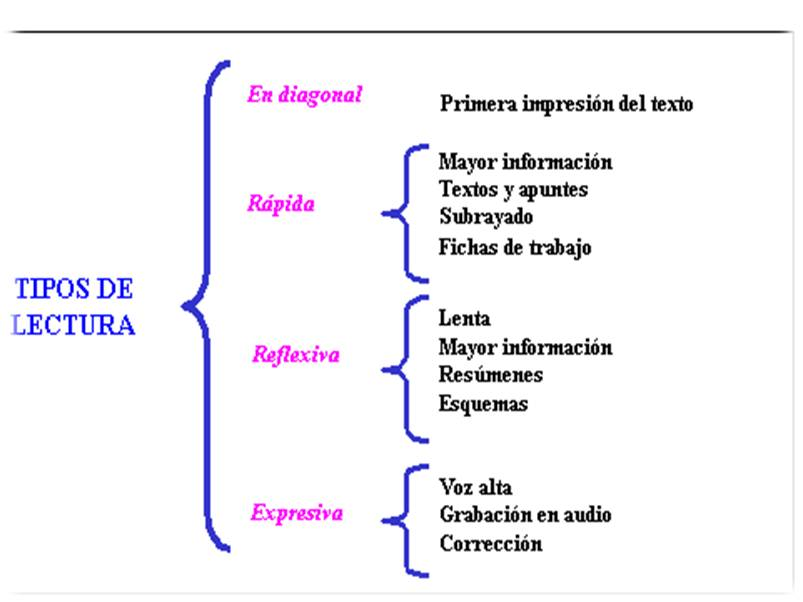 TIPOS DE
LECTURA
En diagonal
Primera impresión del texto
Rápida
Mayor información
Textos y apuntes
Subrayado
Fichas de trabajo
Reflexiva
Lenta
Mayor información
Resúmenes
Esquemas
Expresiva
Voz alta
Grabación en audio
Corrección